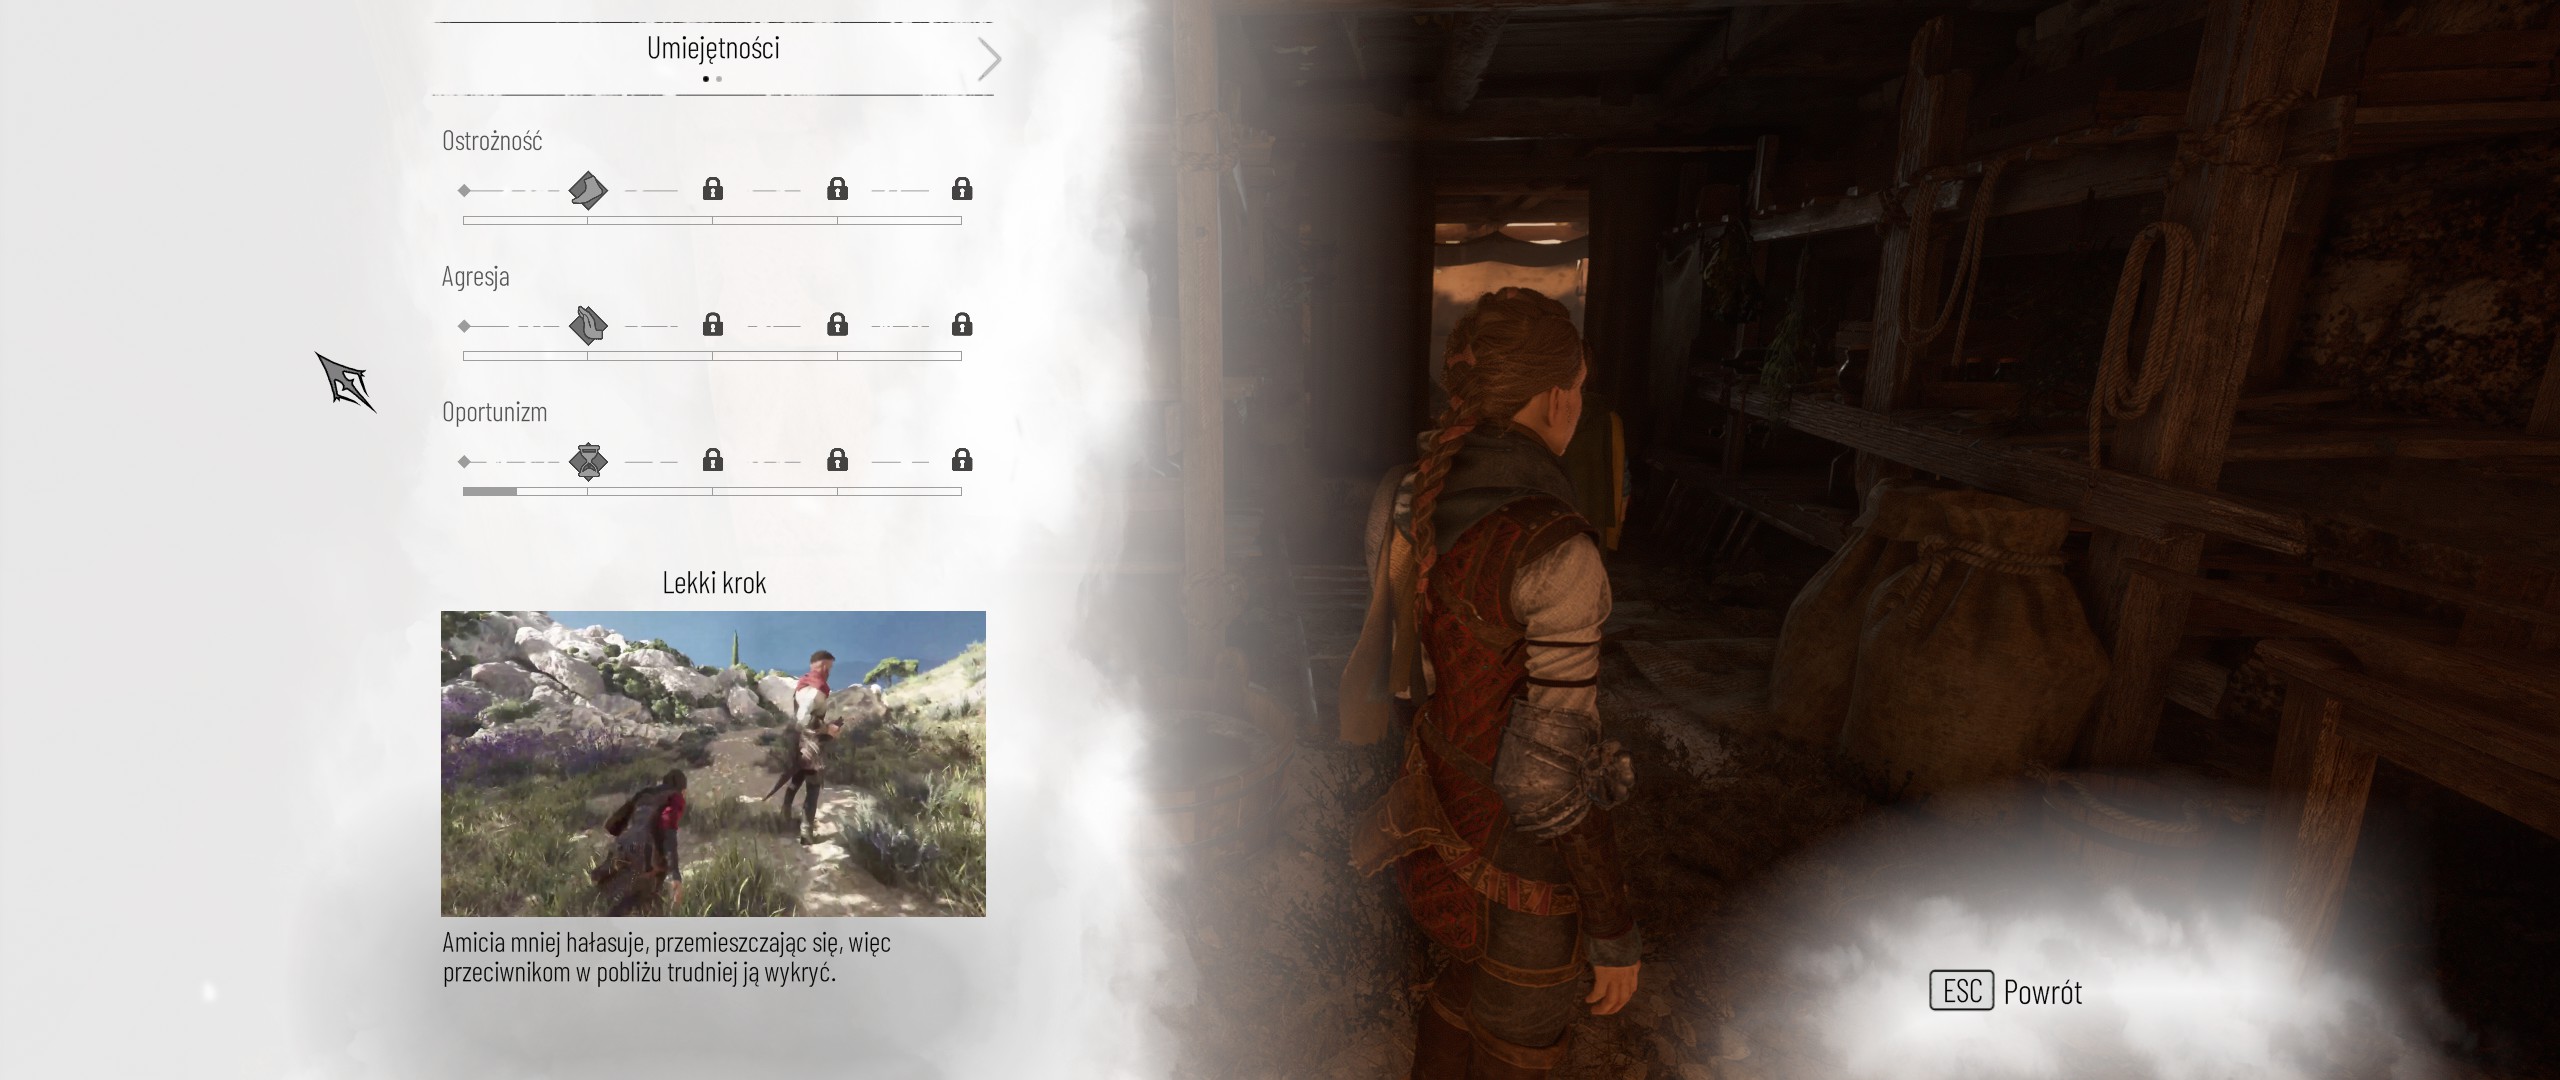 Umiejętności
Ostrożność
Agresja
Oportunizm
Lekki krok
Amicia mniej hałasuje, przemieszczając się, więc
przeciwnikom w pobliżu trudniej ją wykryć.
ESC Powrót